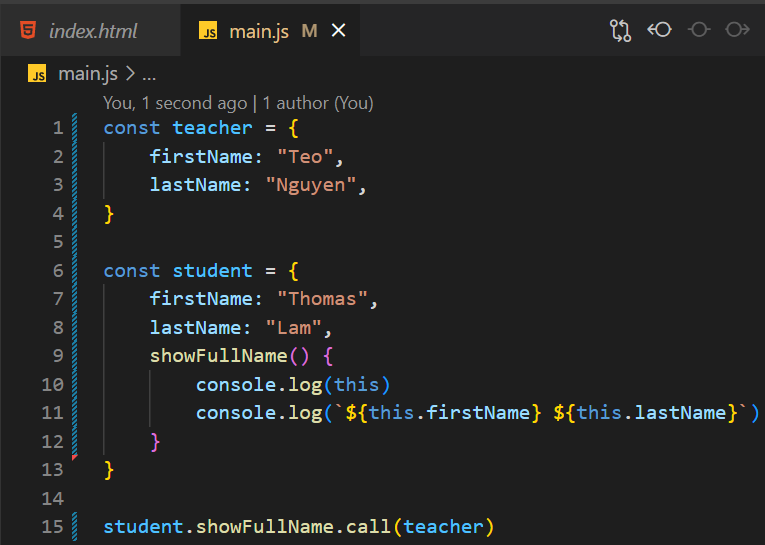 index.html JS main.js M ×
JS main.js > ...
You, 1 second ago | 1 author (You)
1 const teacher = {
2     firstName: "Teo",
3     lastName: "Nguyen",
4 }
5
6 const student = {
7     firstName: "Thomas",
8     lastName: "Lam",
9     showFullName() {
10         console.log(this)
11         console.log(`${this.firstName} ${this.lastName}`)
12     }
13 }
14
15 student.showFullName.call(teacher)